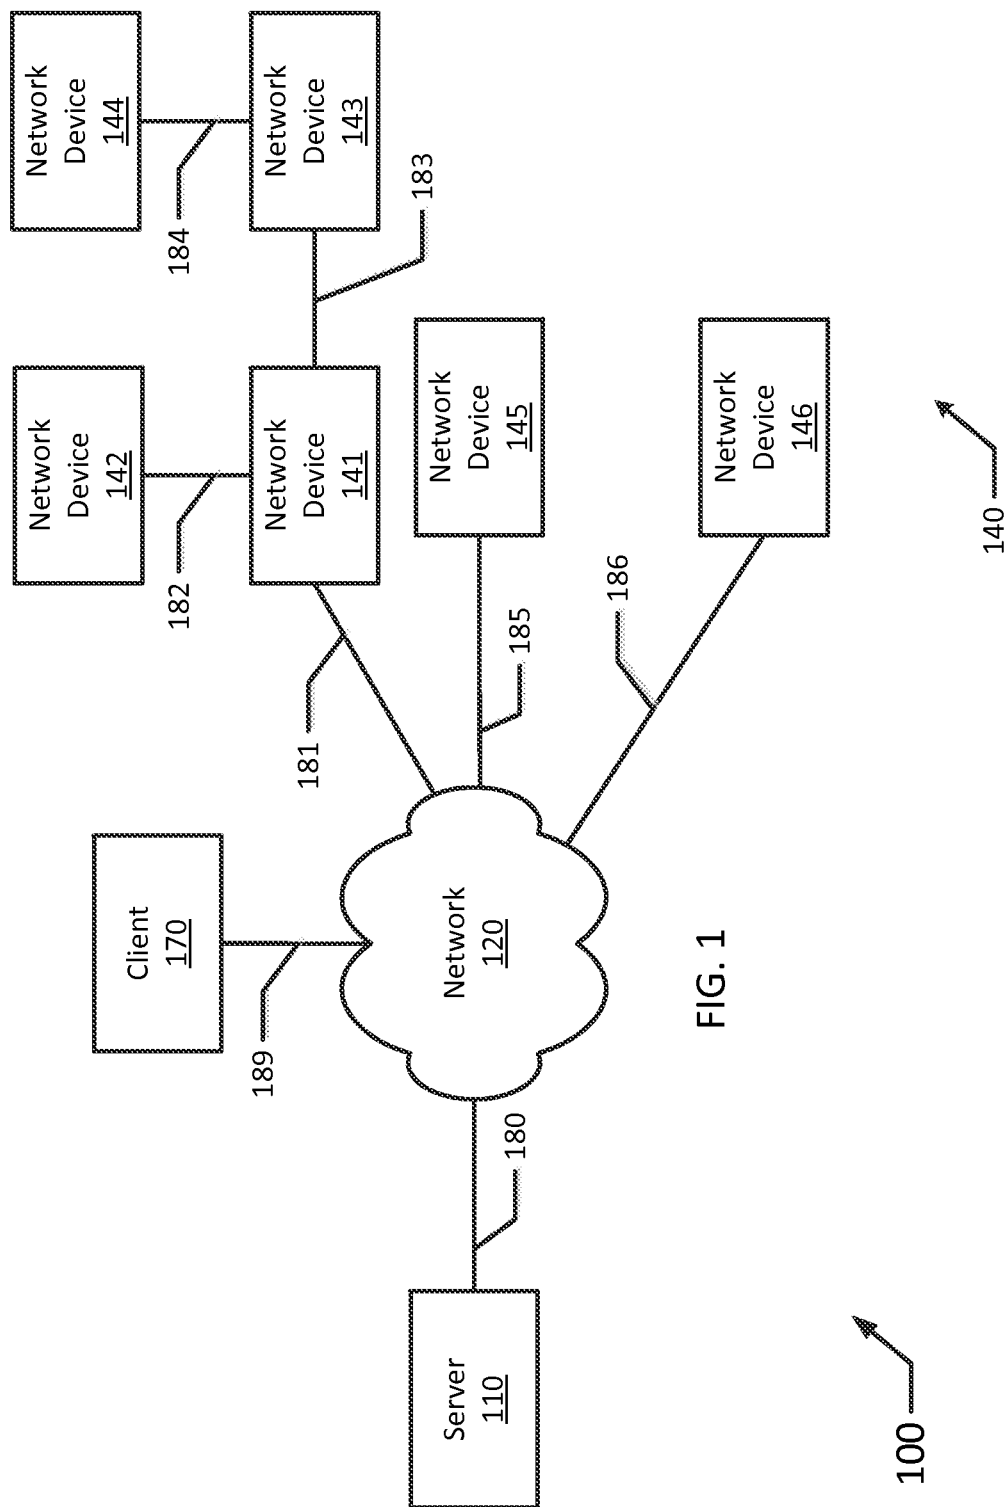 Network
Device
144
184
Network
Device
143
183
Network
Device
142
182
Network
Device
141
181
Network
Device
145
185
Network
Device
146
186
140
Client
170
189
Network
120
Server
110
180
100
FIG. 1